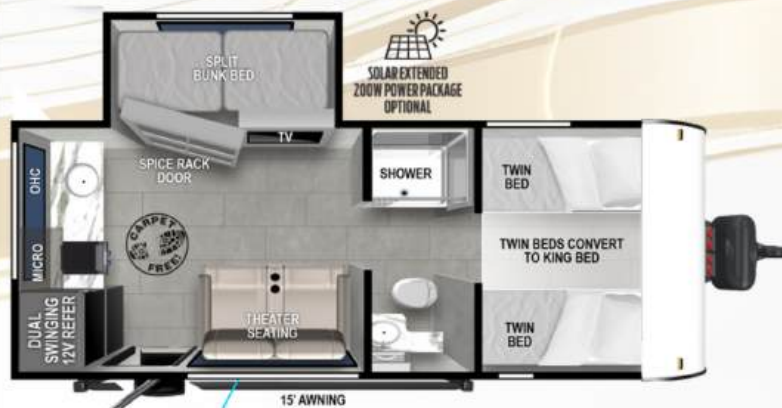 SPLIT
BUNK BED
SOLAR EXTENDED
200W POWER PACKAGE
OPTIONAL
TV
SPICE RACK
DOOR
SHOWER
TWIN
BED
OHC
MICRO
CARPET
FREE!
TWIN BEDS CONVERT
TO KING BED
DUAL
SWINGING
12V REFER
THEATER
SEATING
TWIN
BED
15' AWNING